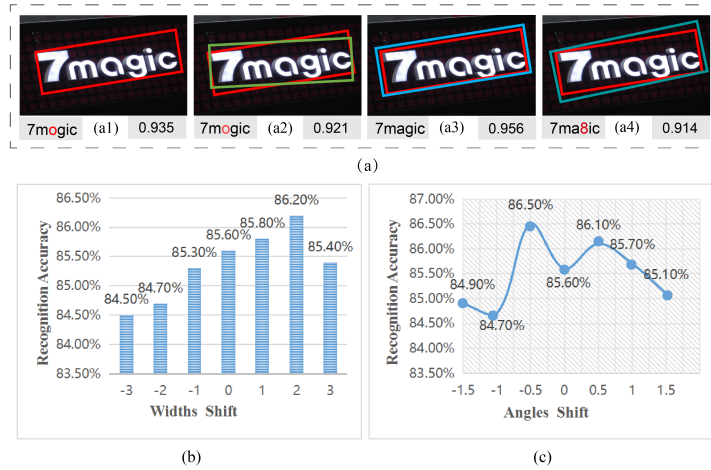 7magic 7magic 7magic 7magic
7mogic (a1) 0.935 7mogic (a2) 0.921 7magic (a3) 0.956 7ma8ic (a4) 0.914
(a)
86.50%
86.00%
85.50%
85.00%
84.50%
84.00%
83.50%
Recognition Accuracy
84.50% 84.70% 85.30% 85.60% 85.80% 86.20% 85.40%
-3 -2 -1 0 1 2 3
Widths Shift
(b)
87.00%
86.50%
86.00%
85.50%
85.00%
84.50%
84.00%
83.50%
Recognition Accuracy
84.90% 84.70% 86.50% 85.60% 86.10% 85.70% 85.10%
-1.5 -1 -0.5 0 0.5 1 1.5
Angles Shift
(c)